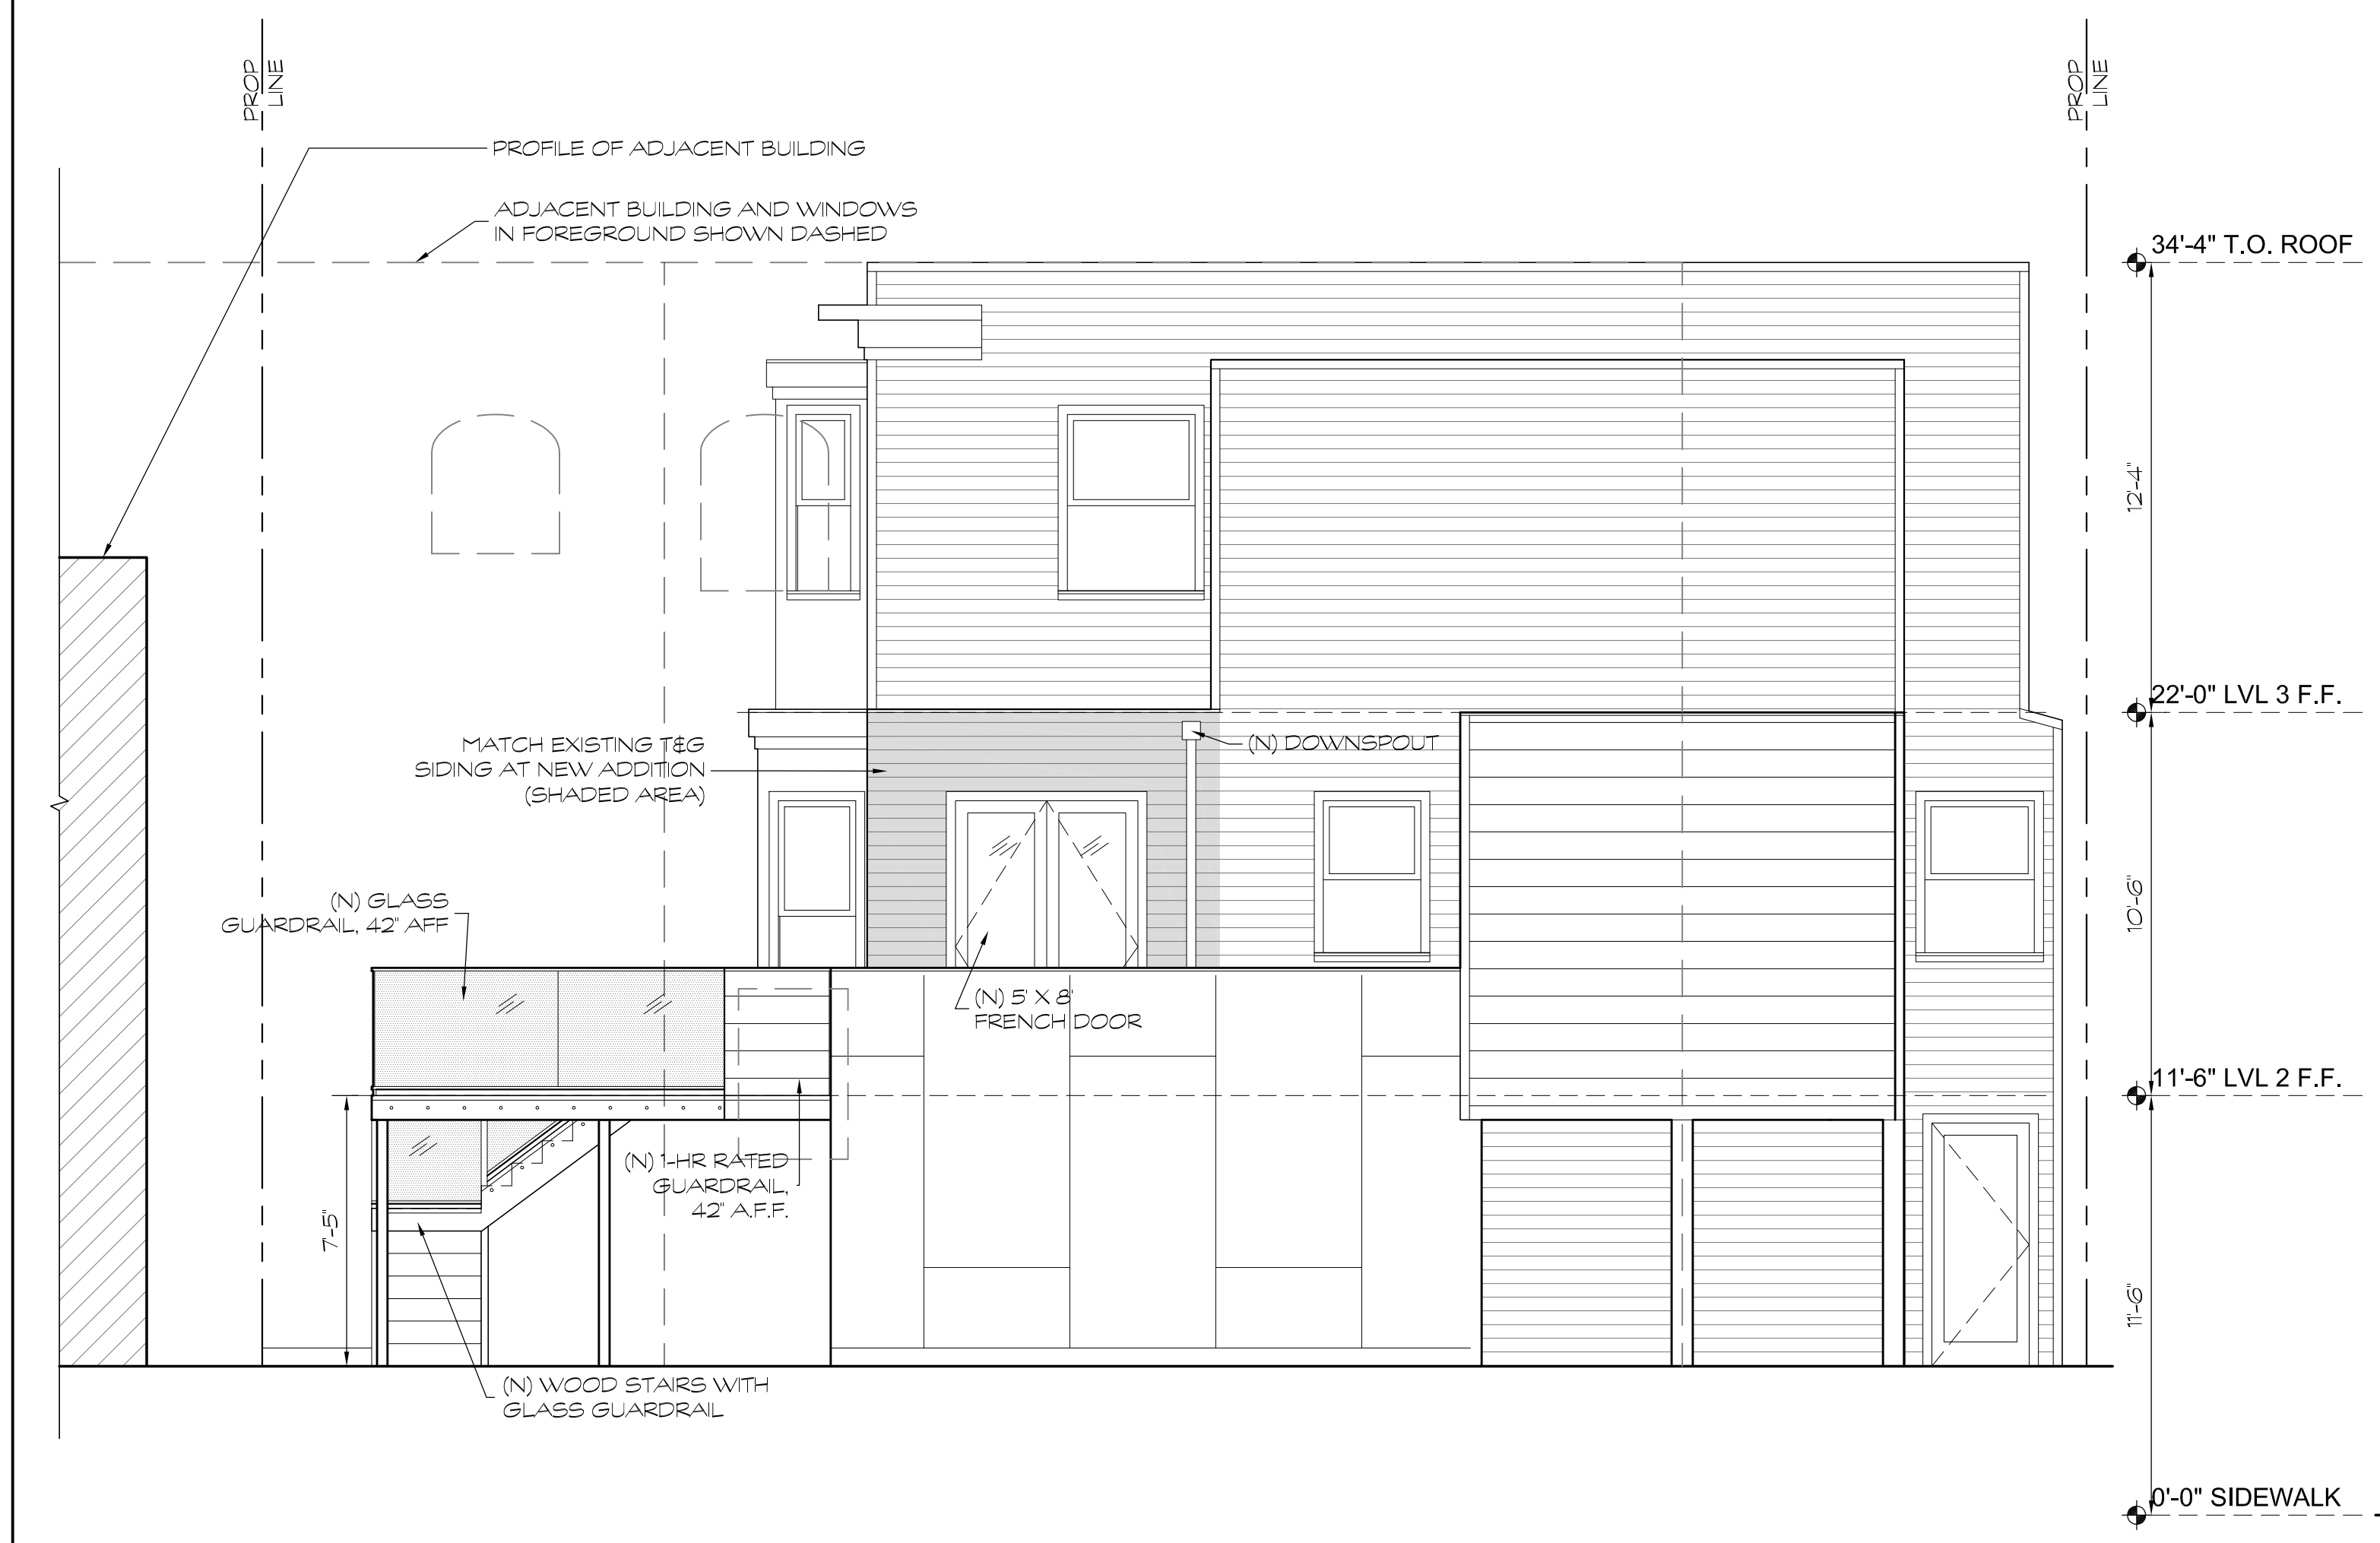 PROP
LINE
PROP
LINE
PROFILE OF ADJACENT BUILDING
ADJACENT BUILDING AND WINDOWS
IN FOREGROUND SHOWN DASHED
34'-4" T.O. ROOF
12'-4"
22'-0" LVL 3 F.F.
MATCH EXISTING T&G
SIDING AT NEW ADDITION
(SHADED AREA)
(N) DOWNSPOUT
(N) GLASS
GUARDRAIL, 42" AFF
10'-6"
(N) 5' X 8'
FRENCH DOOR
11'-6" LVL 2 F.F.
(N) 1-HR RATED
GUARDRAIL,
42" A.F.F.
7'-5"
11'-6"
(N) WOOD STAIRS WITH
GLASS GUARDRAIL
0'-0" SIDEWALK